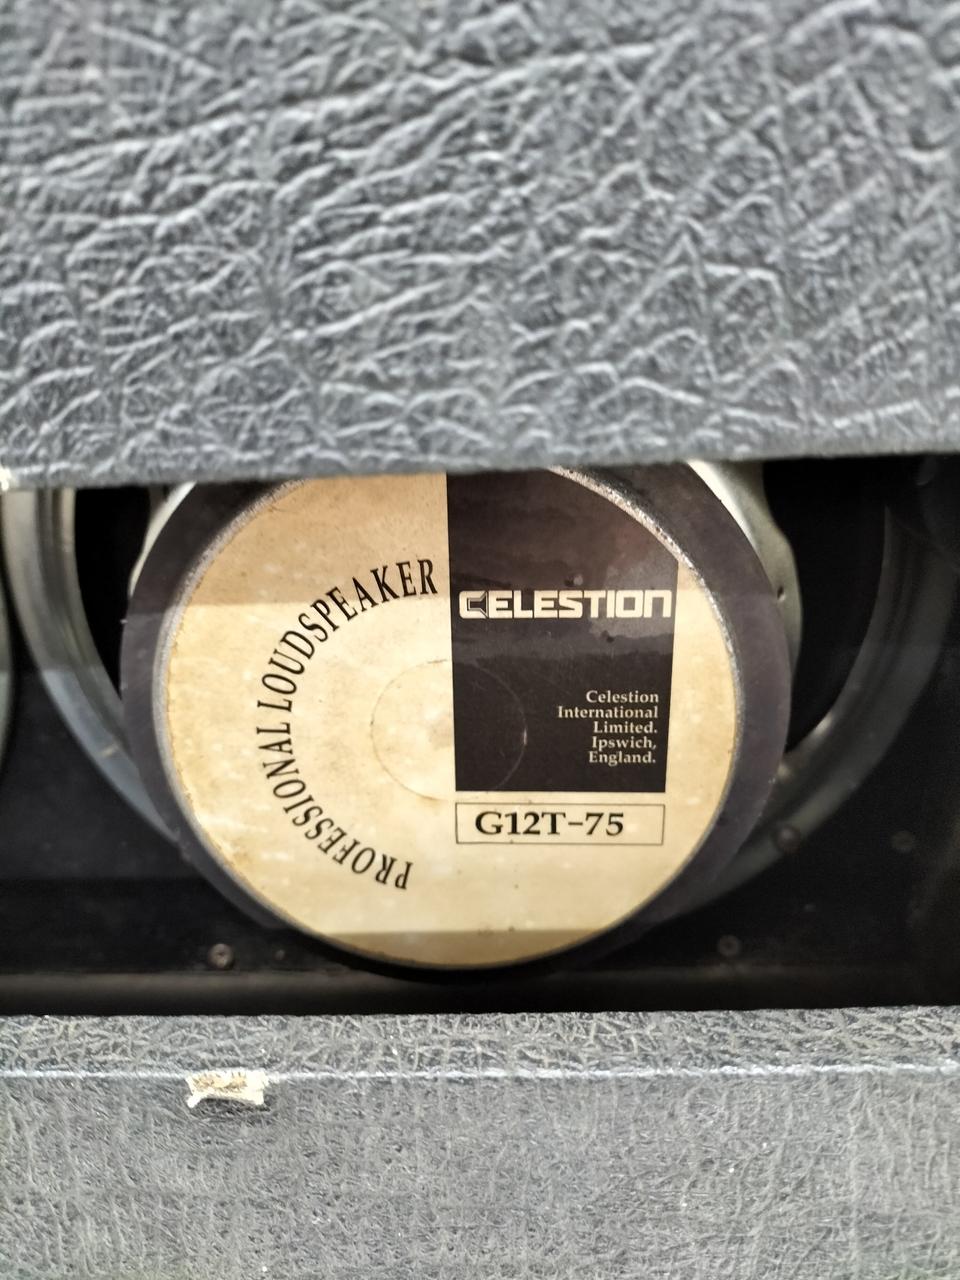 PROFESSIONAL LOUDSPEAKER
CELESTION
Celestion
International
Limited.
Ipswich,
England.
G12T-75